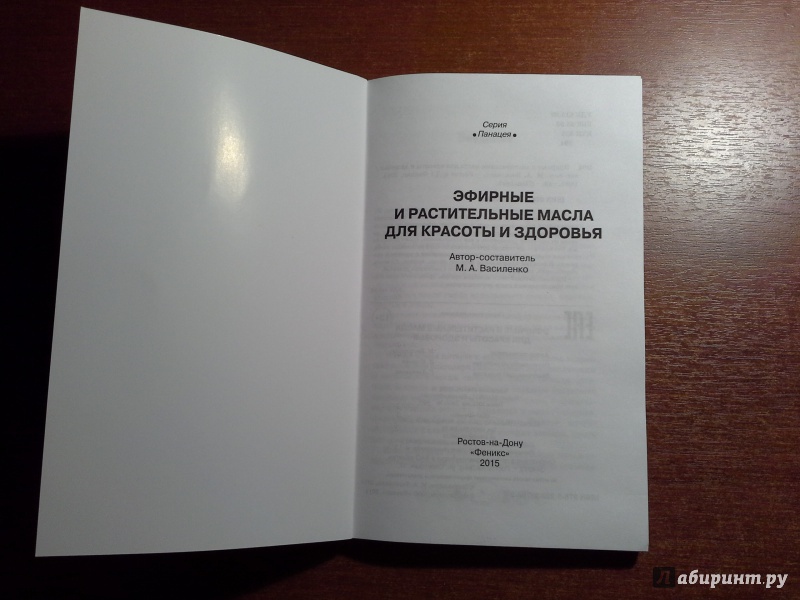 Серия
•Панацея•
ЭФИРНЫЕ
И РАСТИТЕЛЬНЫЕ МАСЛА
ДЛЯ КРАСОТЫ И ЗДОРОВЬЯ
Автор-составитель
М. А. Василенко
Ростов-на-Дону
«Феникс»
2015
Лабиринт.ру